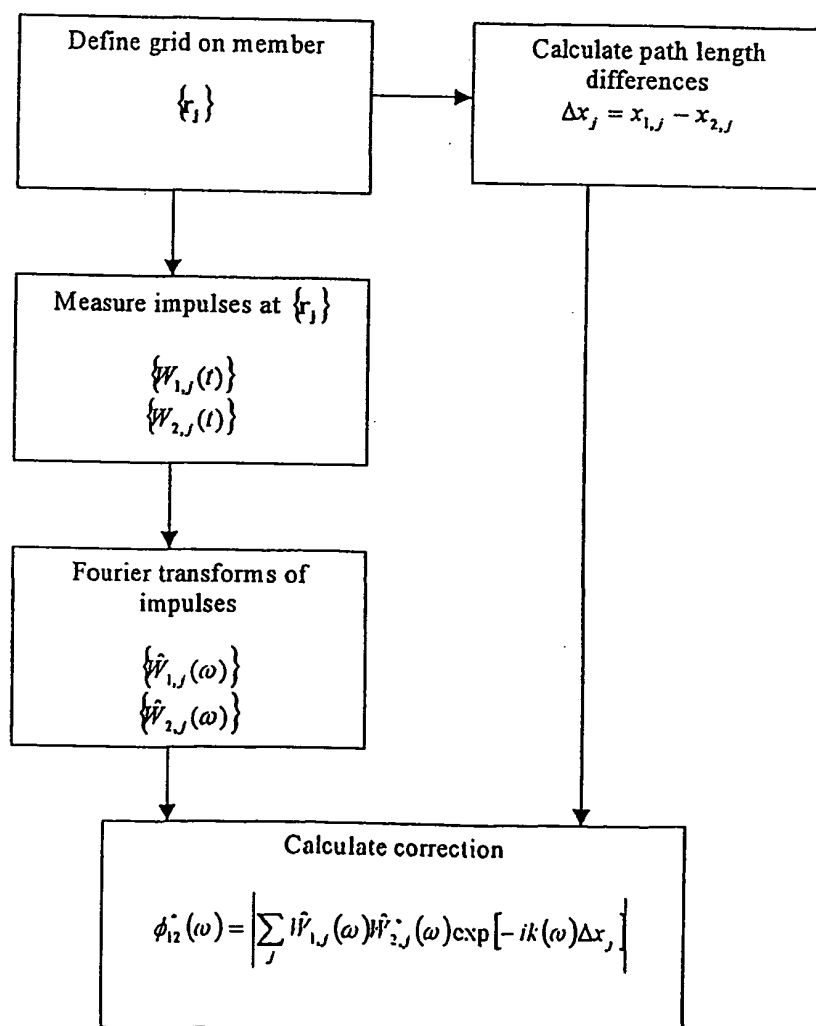 Define grid on member
{r_j}
Calculate path length
differences
Δx_j = x_{1,j} − x_{2,j}
Measure impulses at {r_j}
{W_{1,j}(t)}
{W_{2,j}(t)}
Fourier transforms of
impulses
{Ŵ_{1,j}(ω)}
{Ŵ_{2,j}(ω)}
Calculate correction
ϕ*_{12}(ω) = |∑_j Ŵ_{1,j}(ω)Ŵ*_{2,j}(ω)exp[−ik(ω)Δx_j]|